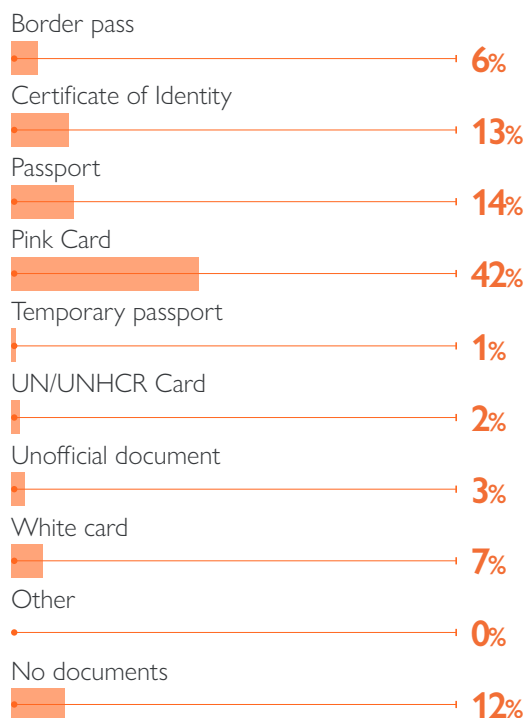 Border pass
6%
Certificate of Identity
13%
Passport
14%
Pink Card
42%
Temporary passport
1%
UN/UNHCR Card
2%
Unofficial document
3%
White card
7%
Other
0%
No documents
12%